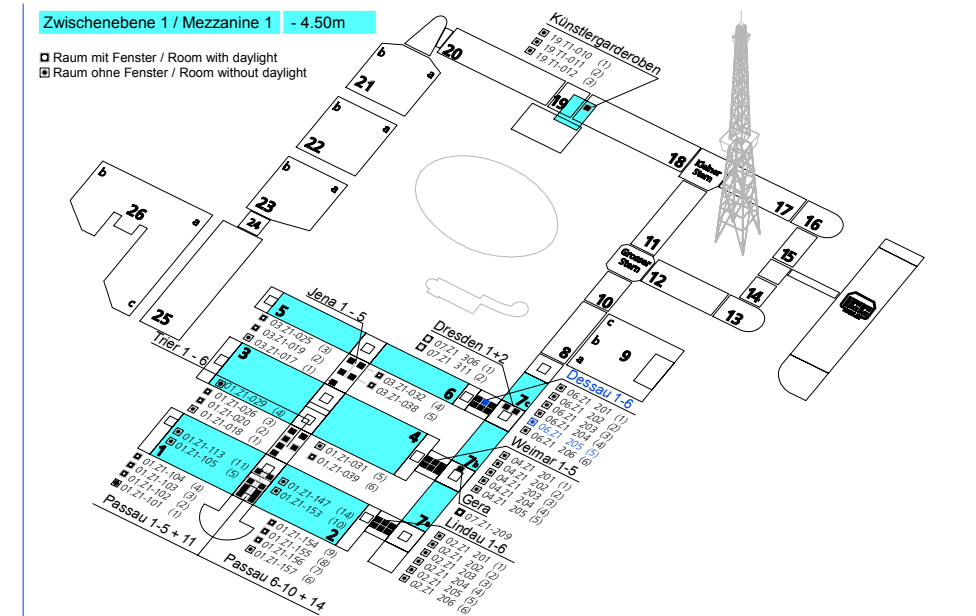 Zwischenebene 1 / Mezzanine 1 - 4.50m
Raum mit Fenster / Room with daylight
Raum ohne Fenster / Room without daylight
Künstlergarderoben
19 T1-010 (1)
19 T1-011 (2)
19 T1-012 (3)
20
b
21
a
19
b
22
a
18
Kleiner
Stern
17
16
b
23
a
24
b
26
a
c
25
11
Grosser
Stern
12
15
14
13
10
c
b
9
a
8
Jena 1 - 5
5
03.Z1-025 (3)
03.Z1-019 (2)
03.Z1-017 (1)
03.Z1-032 (4)
03.Z1-038 (5)
Dresden 1+2
07.Z1 306 (1)
07.Z1 311 (2)
6
7c
Dessau 1-6
06.Z1 201 (1)
06.Z1 202 (2)
06.Z1 203 (3)
06.Z1 204 (4)
06.Z1 205 (5)
06.Z1 206 (6)
Trier 1 - 6
3
01.Z1-029 (4)
01.Z1-026 (3)
01.Z1-020 (2)
01.Z1-018 (1)
4
01.Z1-031 (5)
01.Z1-039 (6)
7b
Weimar 1-5
04.Z1 201 (1)
04.Z1 202 (2)
04.Z1 203 (3)
04.Z1 204 (4)
04.Z1 205 (5)
Gera
07.Z1-209
1
01.Z1-113 (11)
01.Z1-105 (5)
01.Z1-104 (4)
01.Z1-103 (3)
01.Z1-102 (2)
01.Z1-101 (1)
Passau 1-5 + 11
01.Z1-147 (14)
01.Z1-153 (10)
2
01.Z1-154 (9)
01.Z1-155 (8)
01.Z1-156 (7)
01.Z1-157 (6)
Passau 6-10 + 14
7a
Lindau 1-6
02.Z1 201 (1)
02.Z1 202 (2)
02.Z1 203 (3)
02.Z1 204 (4)
02.Z1 205 (5)
02.Z1 206 (6)